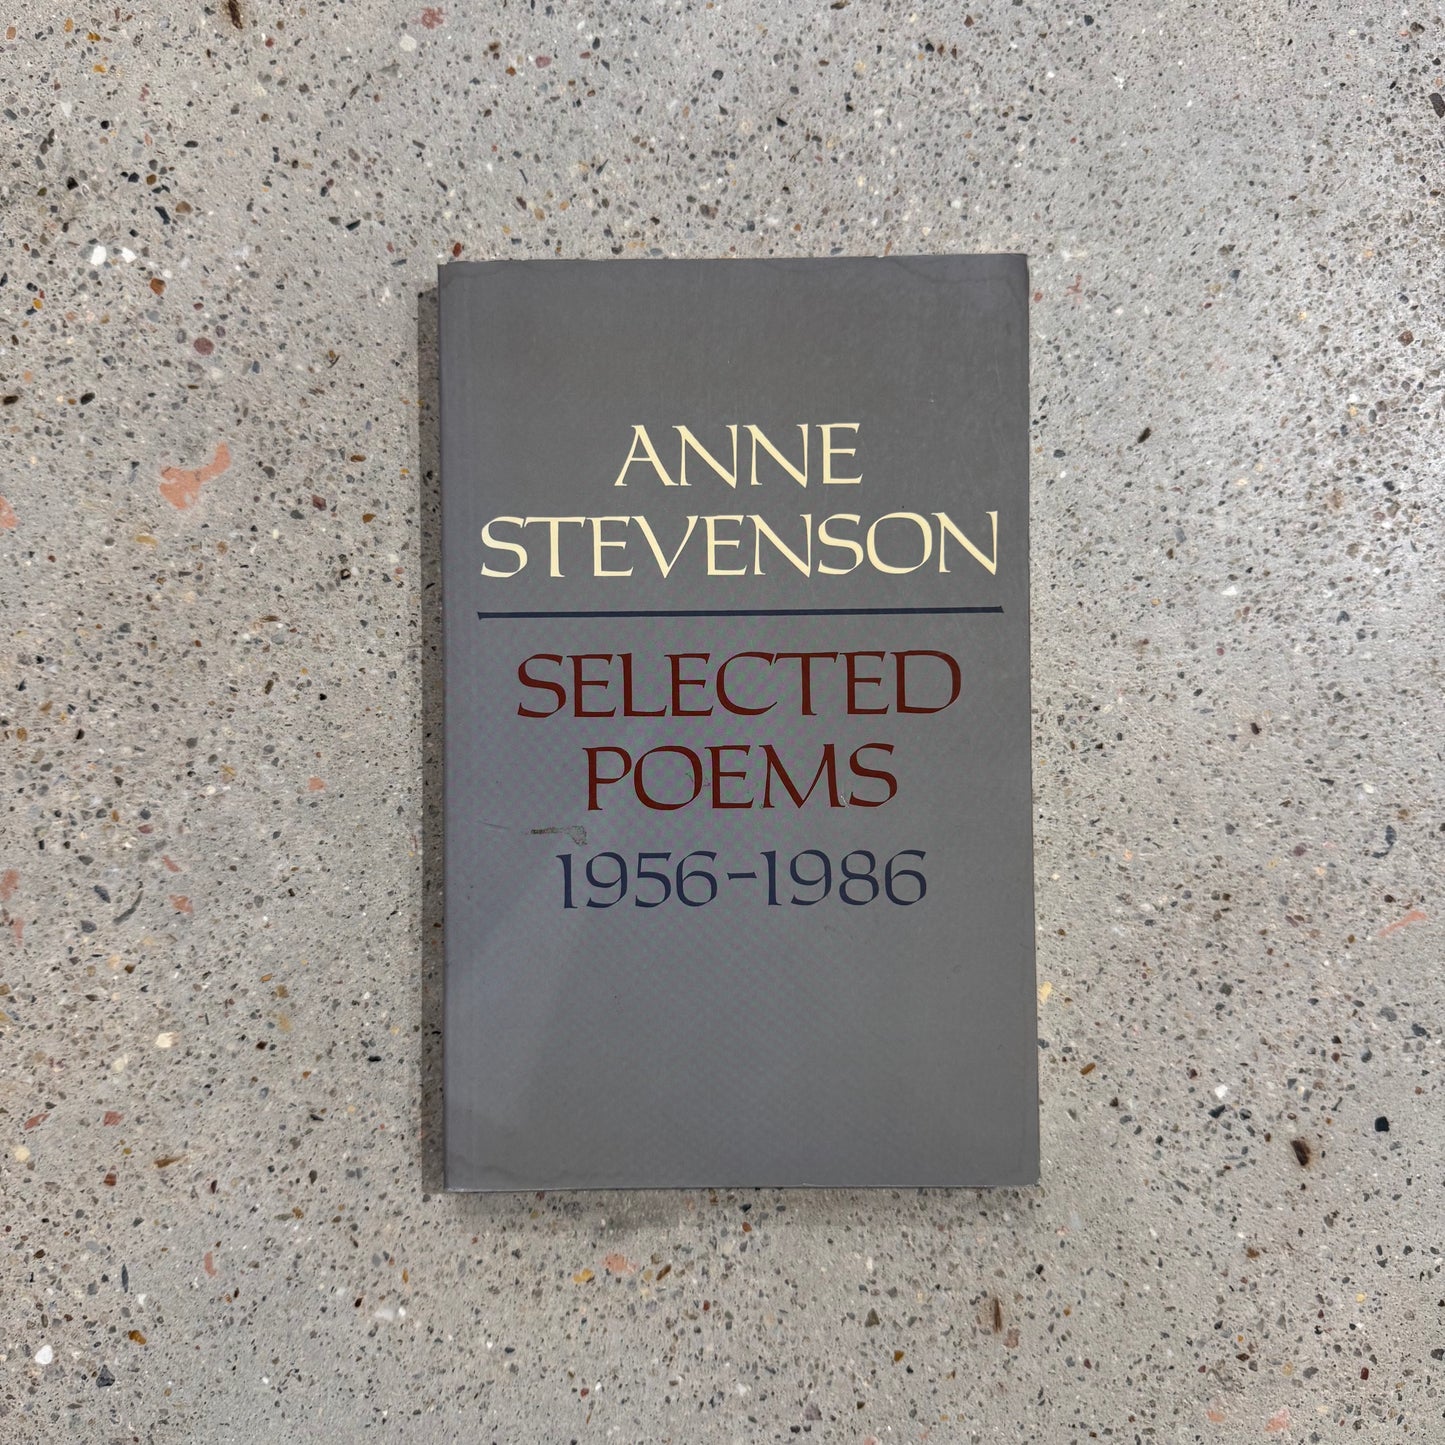 ANNE
STEVENSON
SELECTED
POEMS
1956-1986